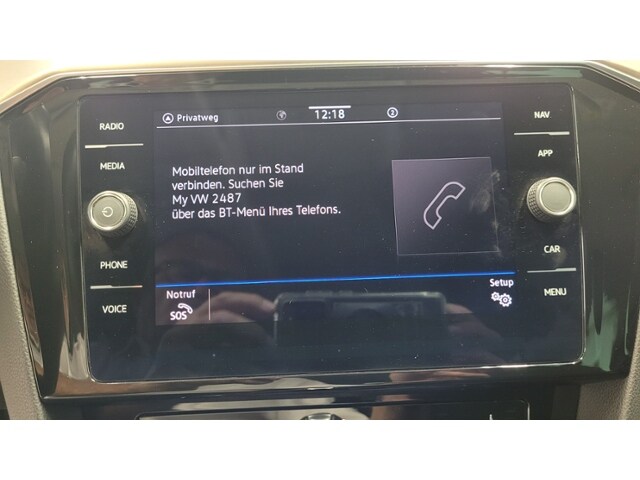 Privatweg
12:18
2
RADIO
MEDIA
PHONE
VOICE
Mobiltelefon nur im Stand
verbinden. Suchen Sie
My VW 2487
über das BT-Menü Ihres Telefons.
Notruf
SOS
Setup
NAV
APP
CAR
MENU